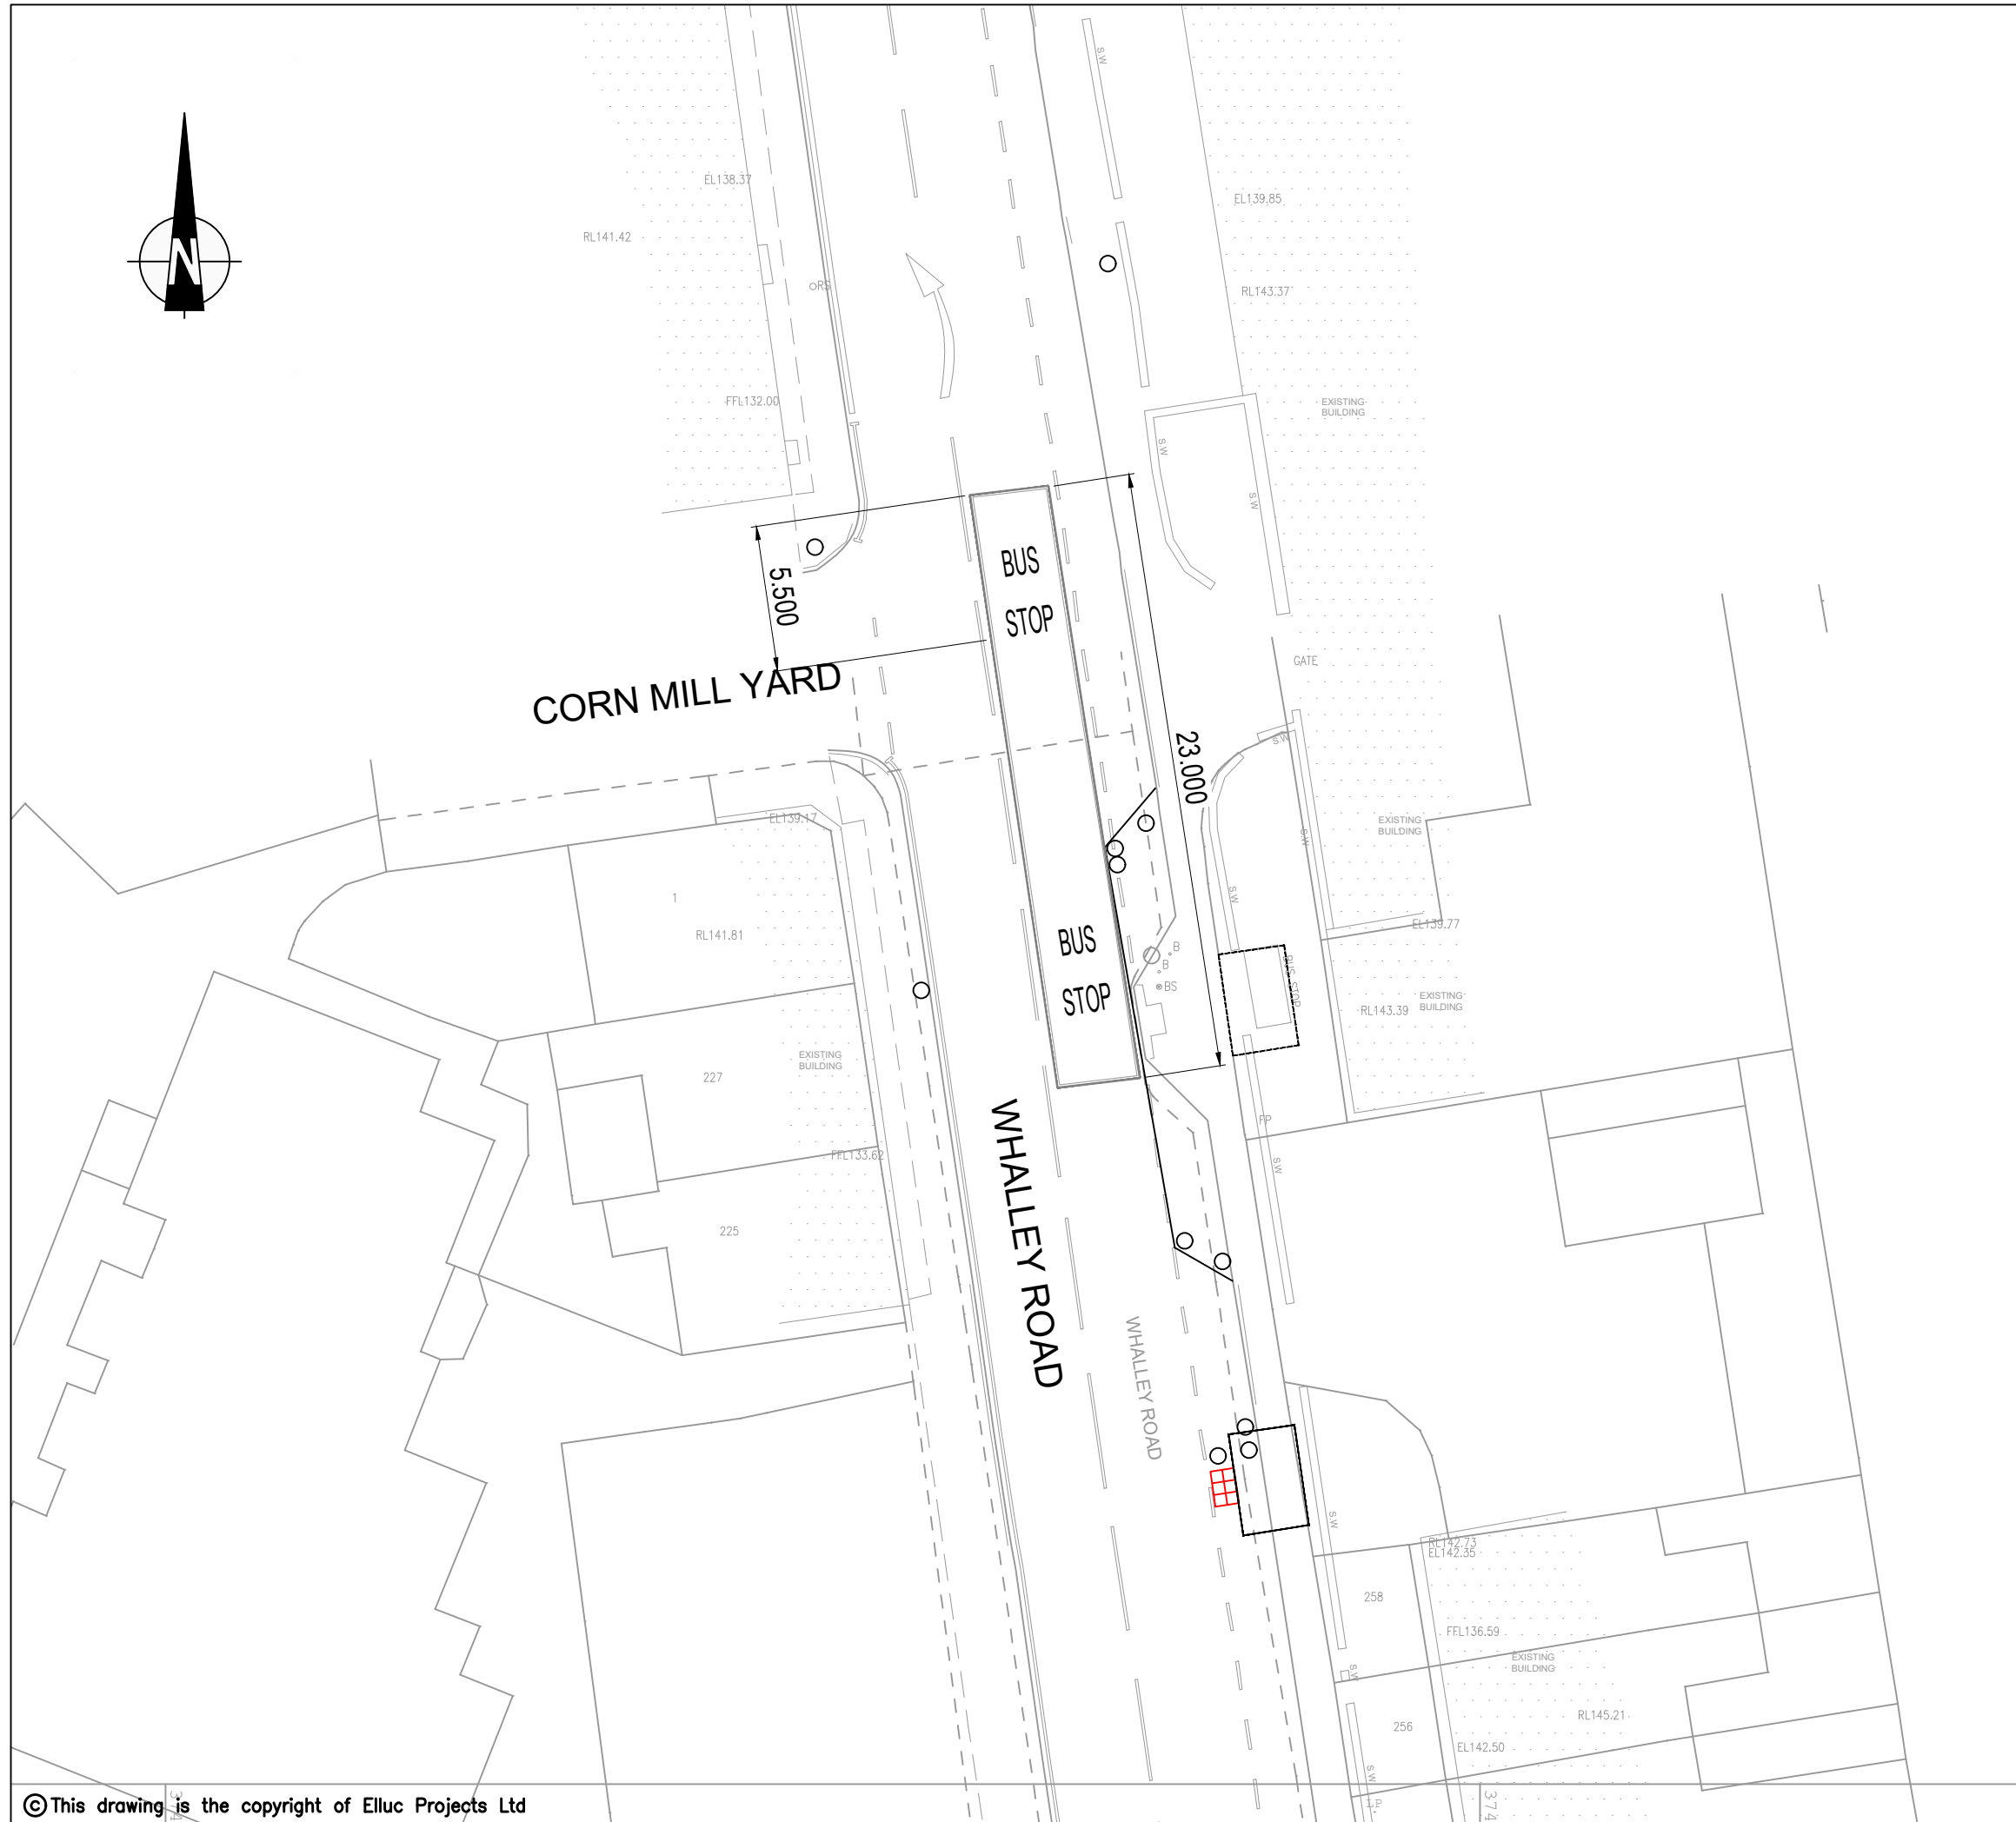 S.W
EL138.37
EL139.85
RL141.42
N
RS
RL143.37
FFL132.00
EXISTING
BUILDING
S.W
S.W
BUS
STOP
5.500
GATE
CORN MILL YARD
23.000
S.W
EL139.17
EXISTING
BUILDING
S.W
1
S.W
RL141.81
EL139.77
BUS
STOP
B
B
BS
BUS STOP
EXISTING
BUILDING
RL143.39
EXISTING
BUILDING
227
FP
FFL133.62
S.W
225
WHALLEY ROAD
WHALLEY ROAD
S.W
RL142.73
EL142.35
258
FFL136.59
EXISTING
BUILDING
S.W
RL145.21
256
EL142.50
S.W
LP
374
© This drawing is the copyright of Elluc Projects Ltd